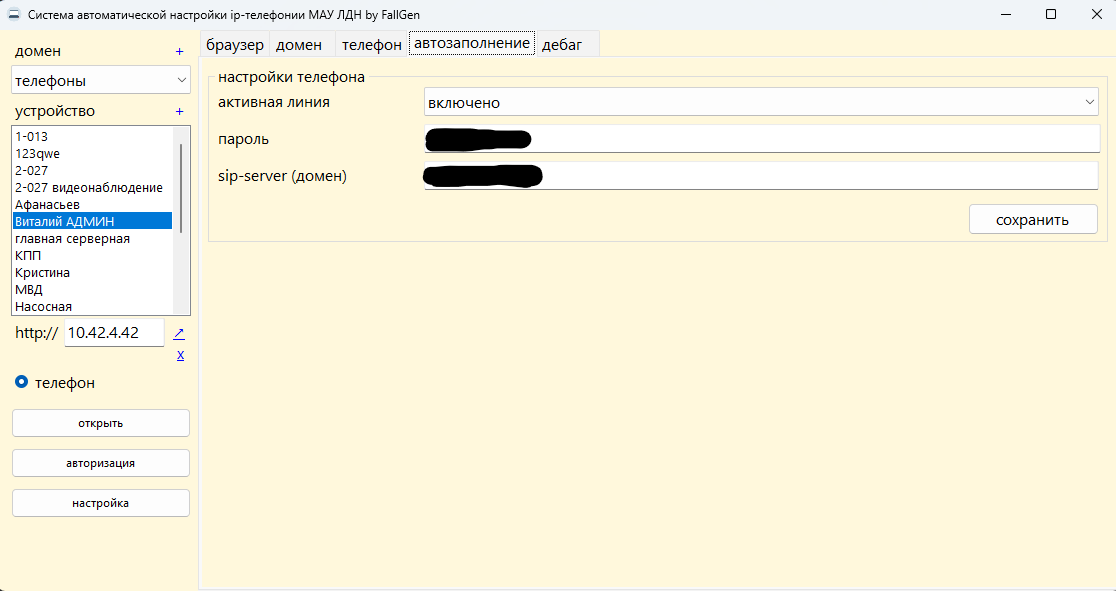 Система автоматической настройки ip-телефонии МАУ ЛДН by FallGen
домен +
телефоны
устройство +
1-013
123qwe
2-027
2-027 видеонаблюдение
Афанасьев
Виталий АДМИН
главная серверная
КПП
Кристина
МВД
Насосная
http:// 10.42.4.42 ↗
x
телефон
открыть
авторизация
настройка
браузер домен телефон автозаполнение дебаг
настройки телефона
активная линия включено
пароль
sip-server (домен)
сохранить